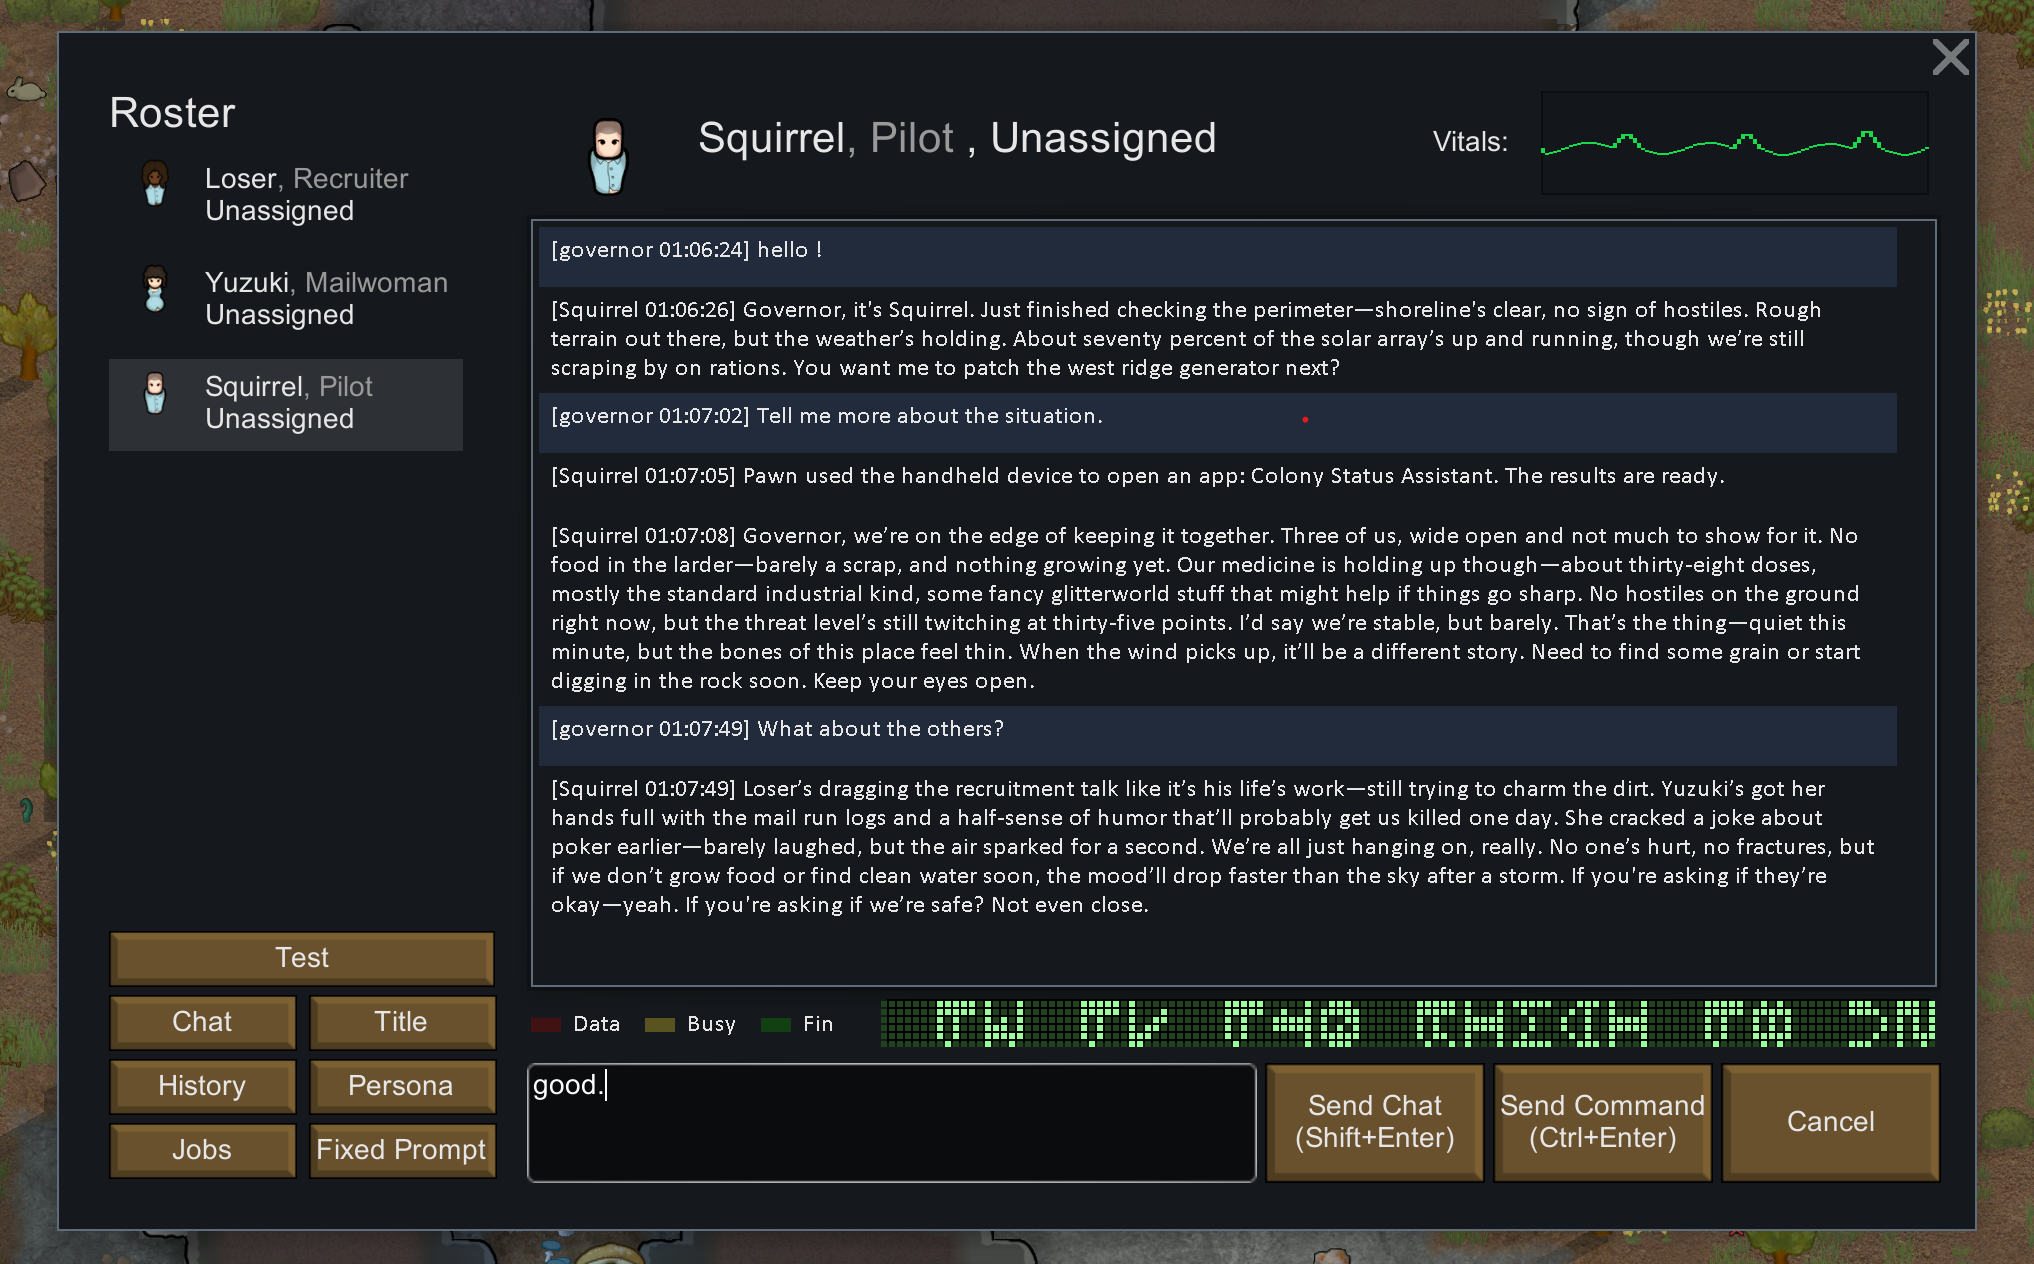 Roster
Loser, Recruiter
Unassigned
Yuzuki, Mailwoman
Unassigned
Squirrel, Pilot
Unassigned
Squirrel, Pilot , Unassigned
Vitals:
[governor 01:06:24] hello !
[Squirrel 01:06:26] Governor, it's Squirrel. Just finished checking the perimeter—shoreline's clear, no sign of hostiles. Rough
terrain out there, but the weather’s holding. About seventy percent of the solar array’s up and running, though we’re still
scraping by on rations. You want me to patch the west ridge generator next?
[governor 01:07:02] Tell me more about the situation.
[Squirrel 01:07:05] Pawn used the handheld device to open an app: Colony Status Assistant. The results are ready.
[Squirrel 01:07:08] Governor, we’re on the edge of keeping it together. Three of us, wide open and not much to show for it. No
food in the larder—barely a scrap, and nothing growing yet. Our medicine is holding up though—about thirty-eight doses,
mostly the standard industrial kind, some fancy glitterworld stuff that might help if things go sharp. No hostiles on the ground
right now, but the threat level’s still twitching at thirty-five points. I’d say we’re stable, but barely. That’s the thing—quiet this
minute, but the bones of this place feel thin. When the wind picks up, it’ll be a different story. Need to find some grain or start
digging in the rock soon. Keep your eyes open.
[governor 01:07:49] What about the others?
[Squirrel 01:07:49] Loser’s dragging the recruitment talk like it’s his life’s work—still trying to charm the dirt. Yuzuki’s got her
hands full with the mail run logs and a half-sense of humor that’ll probably get us killed one day. She cracked a joke about
poker earlier—barely laughed, but the air sparked for a second. We’re all just hanging on, really. No one’s hurt, no fractures, but
if we don’t grow food or find clean water soon, the mood’ll drop faster than the sky after a storm. If you're asking if they’re
okay—yeah. If you're asking if we’re safe? Not even close.
Data
Busy
Fin
good.
Test
Chat
Title
History
Persona
Jobs
Fixed Prompt
Send Chat
(Shift+Enter)
Send Command
(Ctrl+Enter)
Cancel